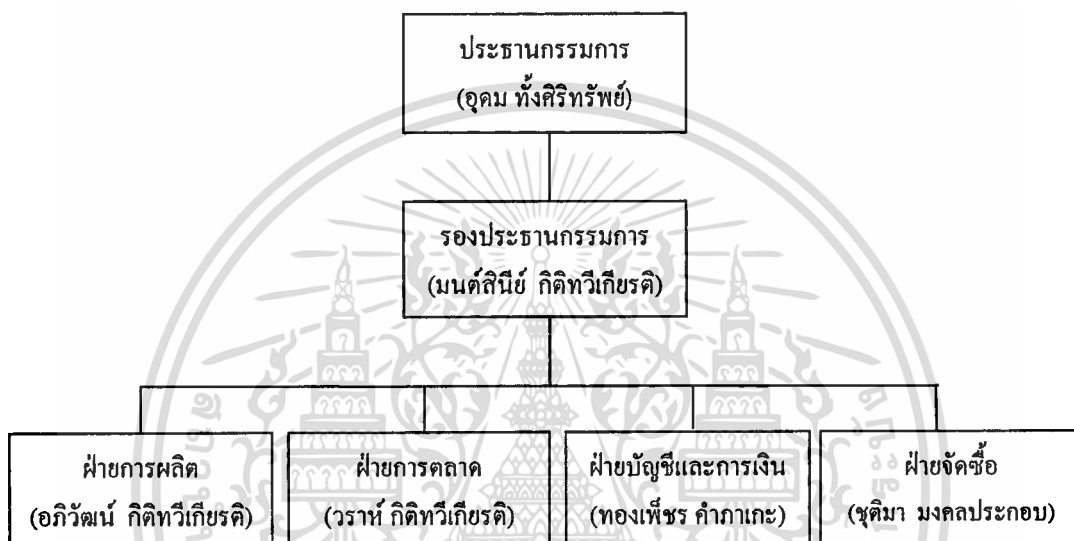 ประธานกรรมการ
(อุดม ทั้งศิริทรัพย์)
รองประธานกรรมการ
(มนต์สินีย์ กิติทวีเกียรติ)
ฝ่ายการผลิต
(อภิวัฒน์ กิติทวีเกียรติ)
ฝ่ายการตลาด
(วราห์ กิติทวีเกียรติ)
ฝ่ายบัญชีและการเงิน
(ทองเพ็ชร คำภาเกะ)
ฝ่ายจัดซื้อ
(ชุติมา มงคลประกอบ)